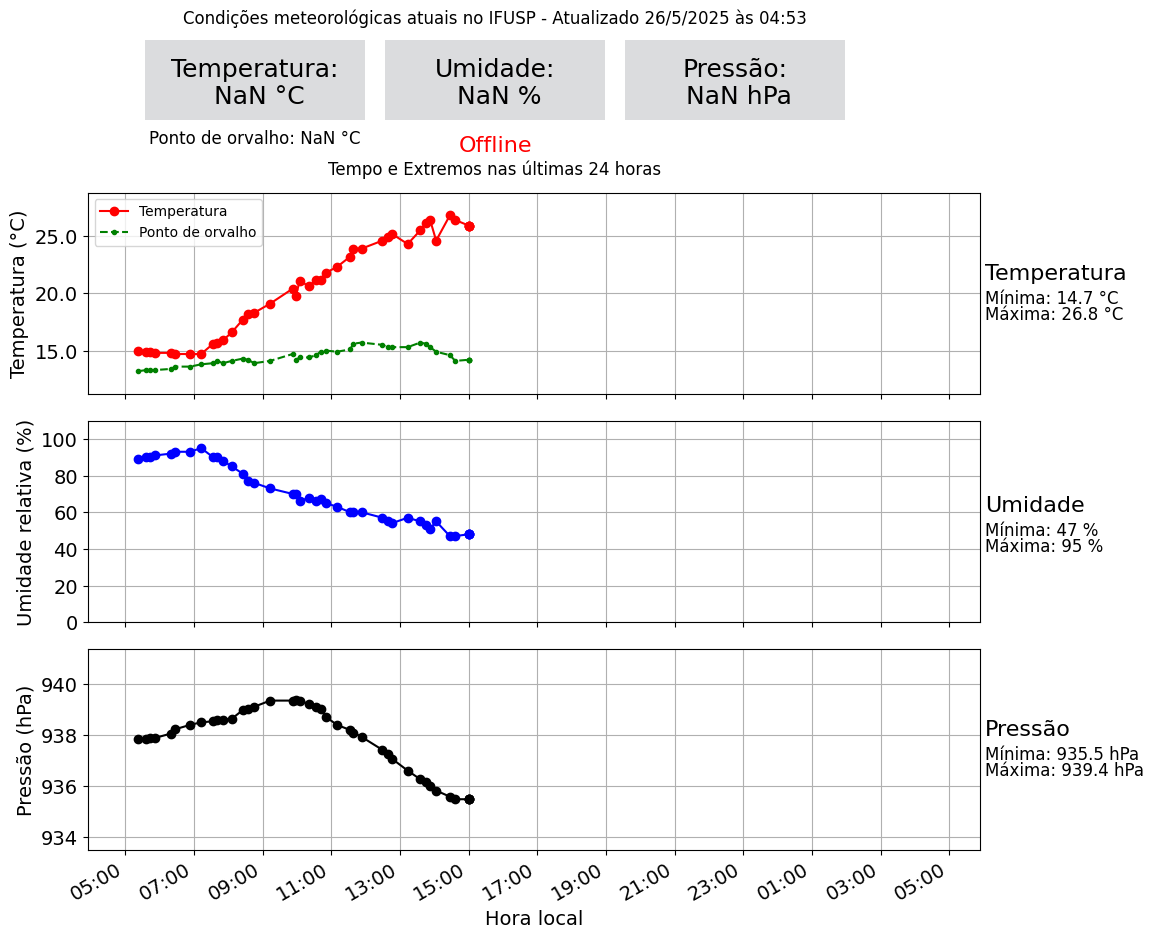 Condições meteorológicas atuais no IFUSP - Atualizado 26/5/2025 às 04:53
Temperatura:
NaN °C
Umidade:
NaN %
Pressão:
NaN hPa
Ponto de orvalho: NaN °C
Offline
Tempo e Extremos nas últimas 24 horas
Temperatura (°C)
25.0
20.0
15.0
Temperatura
Ponto de orvalho
Temperatura
Mínima: 14.7 °C
Máxima: 26.8 °C
Umidade relativa (%)
100
80
60
40
20
0
Umidade
Mínima: 47 %
Máxima: 95 %
Pressão (hPa)
940
938
936
934
Pressão
Mínima: 935.5 hPa
Máxima: 939.4 hPa
05:00
07:00
09:00
11:00
13:00
15:00
17:00
19:00
21:00
23:00
01:00
03:00
05:00
Hora local